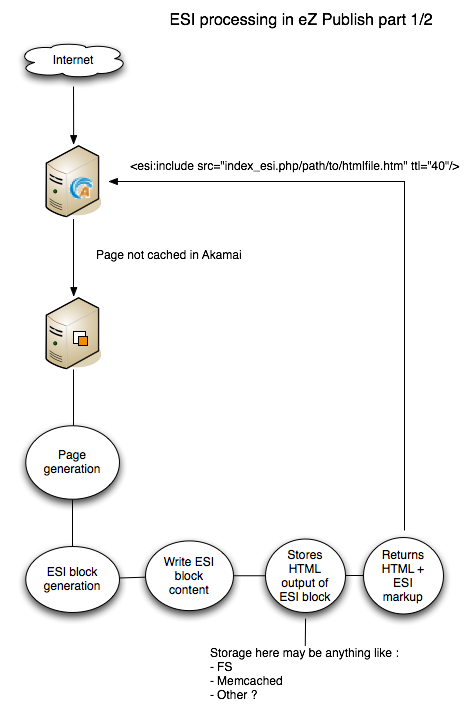 ESI processing in eZ Publish part 1/2
Internet
<esi:include src="index_esi.php/path/to/htmlfile.htm" ttl="40"/>
Page not cached in Akamai
Page
generation
ESI block
generation
Write ESI
block
content
Stores
HTML
output of
ESI block
Returns
HTML +
ESI
markup
Storage here may be anything like :
- FS
- Memcached
- Other ?